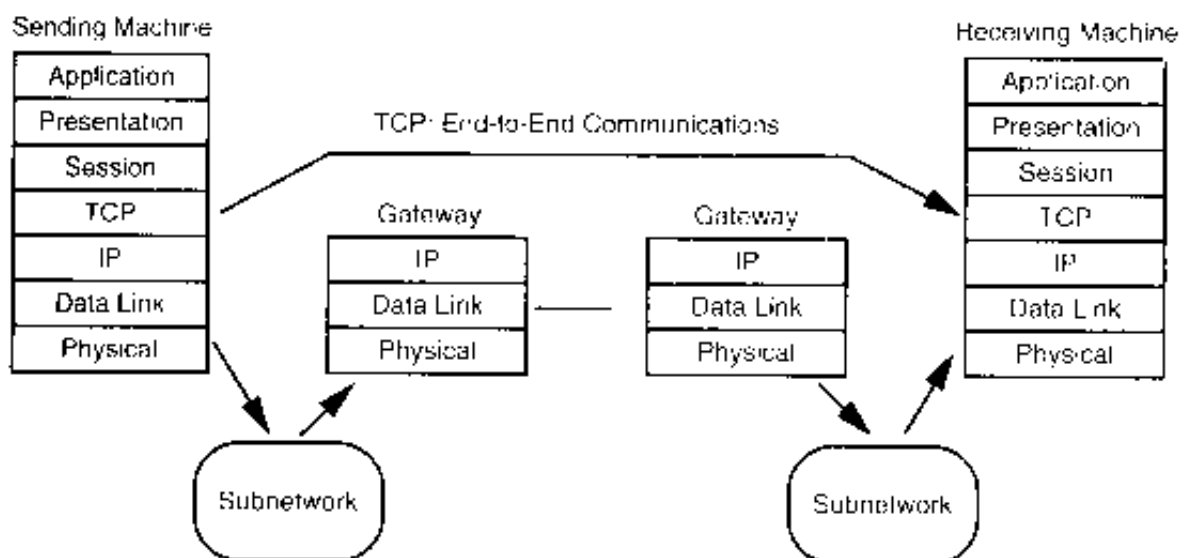 Sending Machine
Application
Presentation
Session
TCP
IP
Data Link
Physical
TCP: End-to-End Communications
Gateway
IP
Data Link
Physical
Gateway
IP
Data Link
Physical
Receiving Machine
Application
Presentation
Session
TCP
IP
Data Link
Physical
Subnetwork
Subnetwork